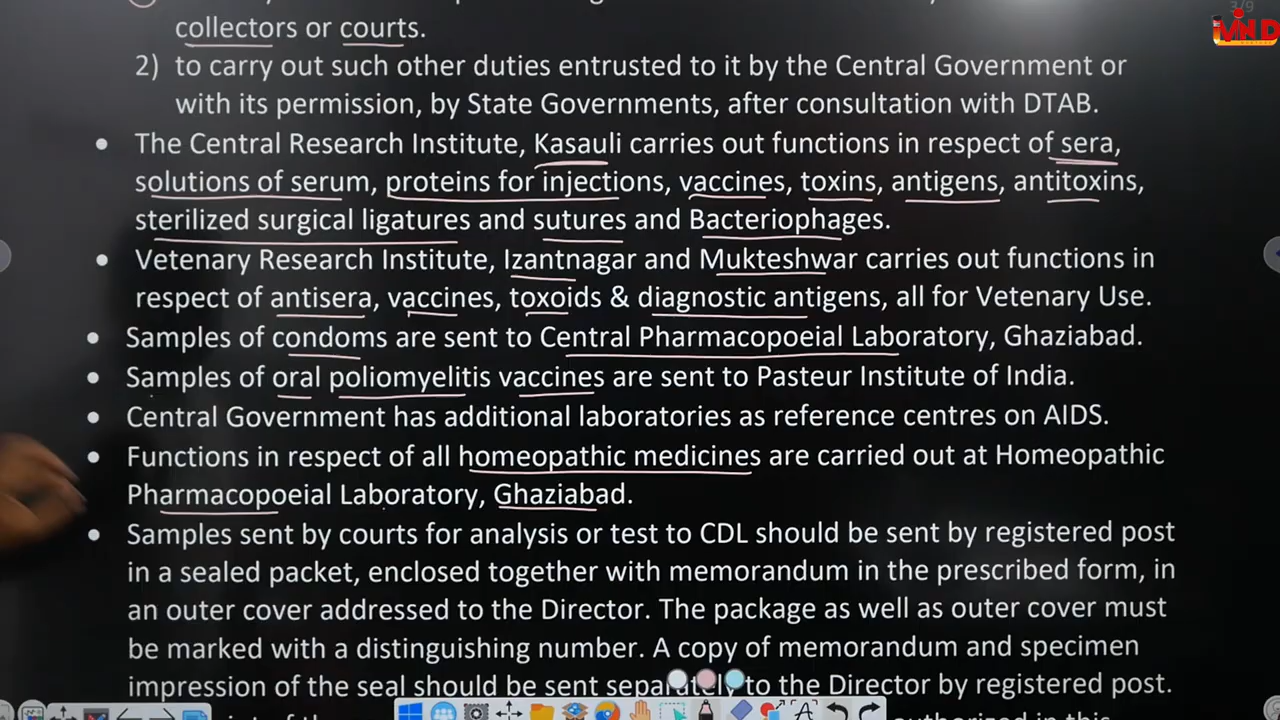 3/9
collectors or courts.
2) to carry out such other duties entrusted to it by the Central Government or
with its permission, by State Governments, after consultation with DTAB.
• The Central Research Institute, Kasauli carries out functions in respect of sera,
solutions of serum, proteins for injections, vaccines, toxins, antigens, antitoxins,
sterilized surgical ligatures and sutures and Bacteriophages.
• Vetenary Research Institute, Izantnagar and Mukteshwar carries out functions in
respect of antisera, vaccines, toxoids & diagnostic antigens, all for Vetenary Use.
• Samples of condoms are sent to Central Pharmacopoeial Laboratory, Ghaziabad.
• Samples of oral poliomyelitis vaccines are sent to Pasteur Institute of India.
• Central Government has additional laboratories as reference centres on AIDS.
• Functions in respect of all homeopathic medicines are carried out at Homeopathic
Pharmacopoeial Laboratory, Ghaziabad.
• Samples sent by courts for analysis or test to CDL should be sent by registered post
in a sealed packet, enclosed together with memorandum in the prescribed form, in
an outer cover addressed to the Director. The package as well as outer cover must
be marked with a distinguishing number. A copy of memorandum and specimen
impression of the seal should be sent separately to the Director by registered post.